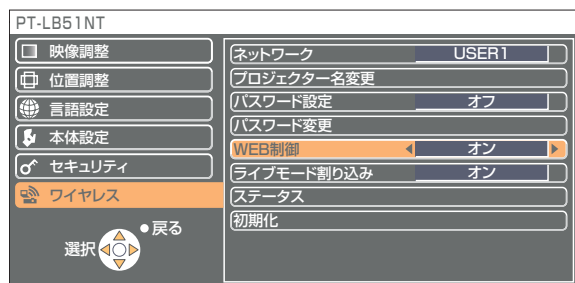 PT-LB51NT
映像調整
位置調整
言語設定
本体設定
セキュリティ
ワイヤレス
選択
戻る
ネットワーク USER1
プロジェクター名変更
パスワード設定 オフ
パスワード変更
WEB制御 オン
ライブモード割り込み オン
ステータス
初期化